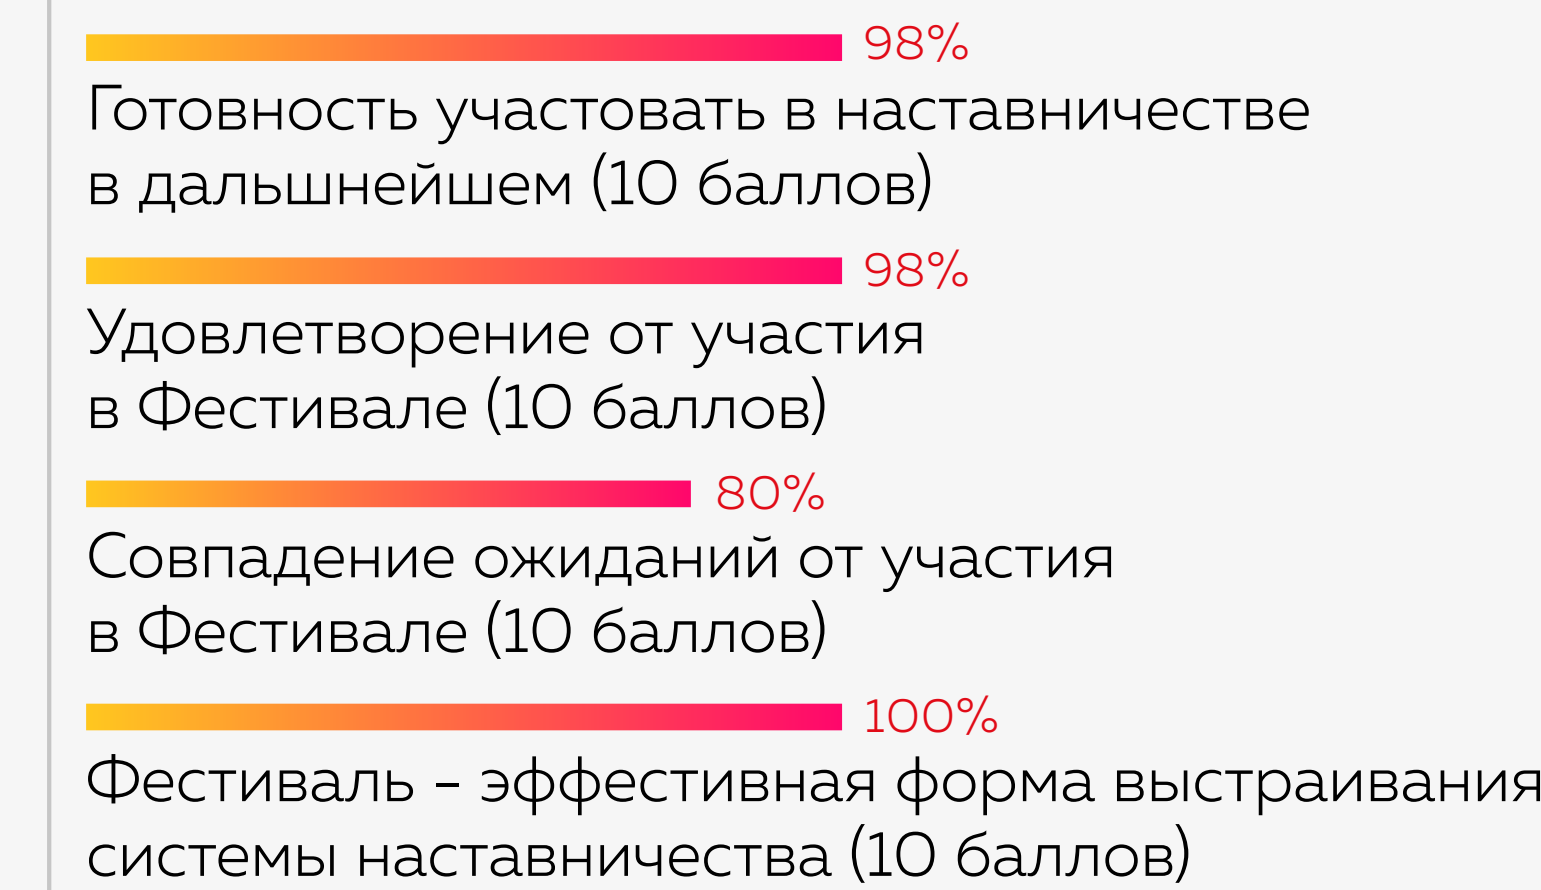 98%
Готовность участовать в наставничестве
в дальшнейшем (10 баллов)
98%
Удовлетворение от участия
в Фестивале (10 баллов)
80%
Совпадение ожиданий от участия
в Фестивале (10 баллов)
100%
Фестиваль - эффестивная форма выстраивания
системы наставничества (10 баллов)